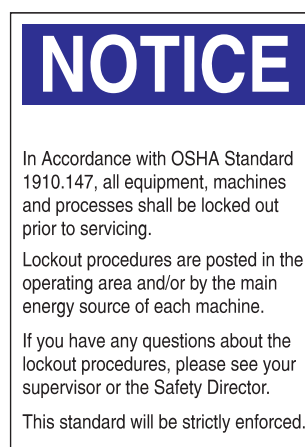 NOTICE
In Accordance with OSHA Standard
1910.147, all equipment, machines
and processes shall be locked out
prior to servicing.
Lockout procedures are posted in the
operating area and/or by the main
energy source of each machine.
If you have any questions about the
lockout procedures, please see your
supervisor or the Safety Director.
This standard will be strictly enforced.